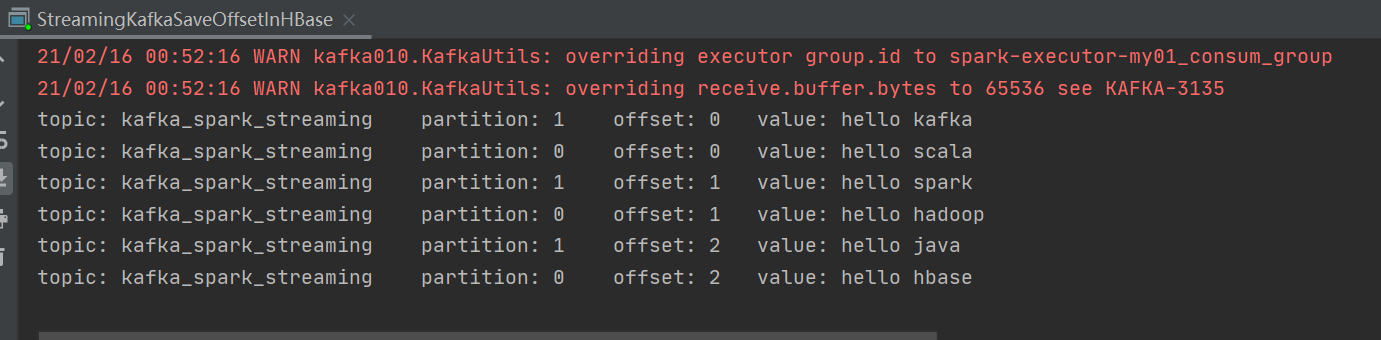 StreamingKafkaSaveOffsetInHBase
21/02/16 00:52:16 WARN kafka010.KafkaUtils: overriding executor group.id to spark-executor-my01_consum_group
21/02/16 00:52:16 WARN kafka010.KafkaUtils: overriding receive.buffer.bytes to 65536 see KAFKA-3135
topic: kafka_spark_streaming    partition: 1    offset: 0   value: hello kafka
topic: kafka_spark_streaming    partition: 0    offset: 0   value: hello scala
topic: kafka_spark_streaming    partition: 1    offset: 1   value: hello spark
topic: kafka_spark_streaming    partition: 0    offset: 1   value: hello hadoop
topic: kafka_spark_streaming    partition: 1    offset: 2   value: hello java
topic: kafka_spark_streaming    partition: 0    offset: 2   value: hello hbase